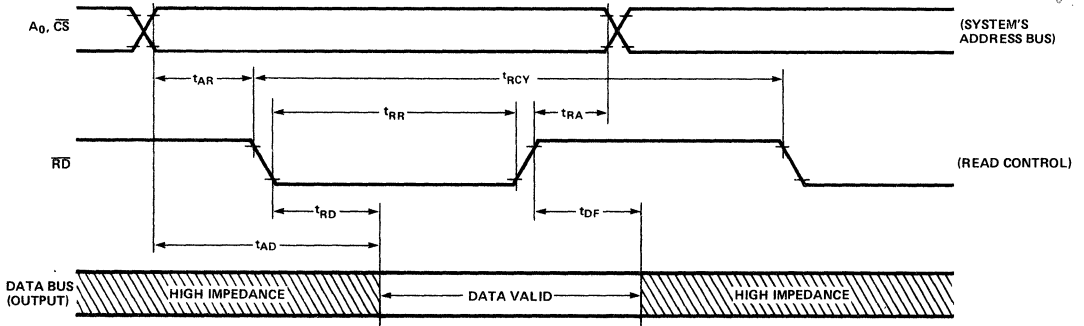 A0, CS
(SYSTEM'S
ADDRESS BUS)
tAR
tRCY
tRR
tRA
RD
(READ CONTROL)
tRD
tDF
tAD
DATA BUS
(OUTPUT)
HIGH IMPEDANCE
DATA VALID
HIGH IMPEDANCE